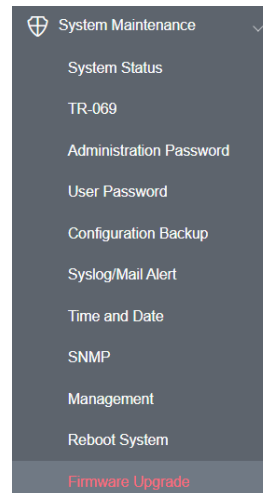 System Maintenance
System Status
TR-069
Administration Password
User Password
Configuration Backup
Syslog/Mail Alert
Time and Date
SNMP
Management
Reboot System
Firmware Upgrade